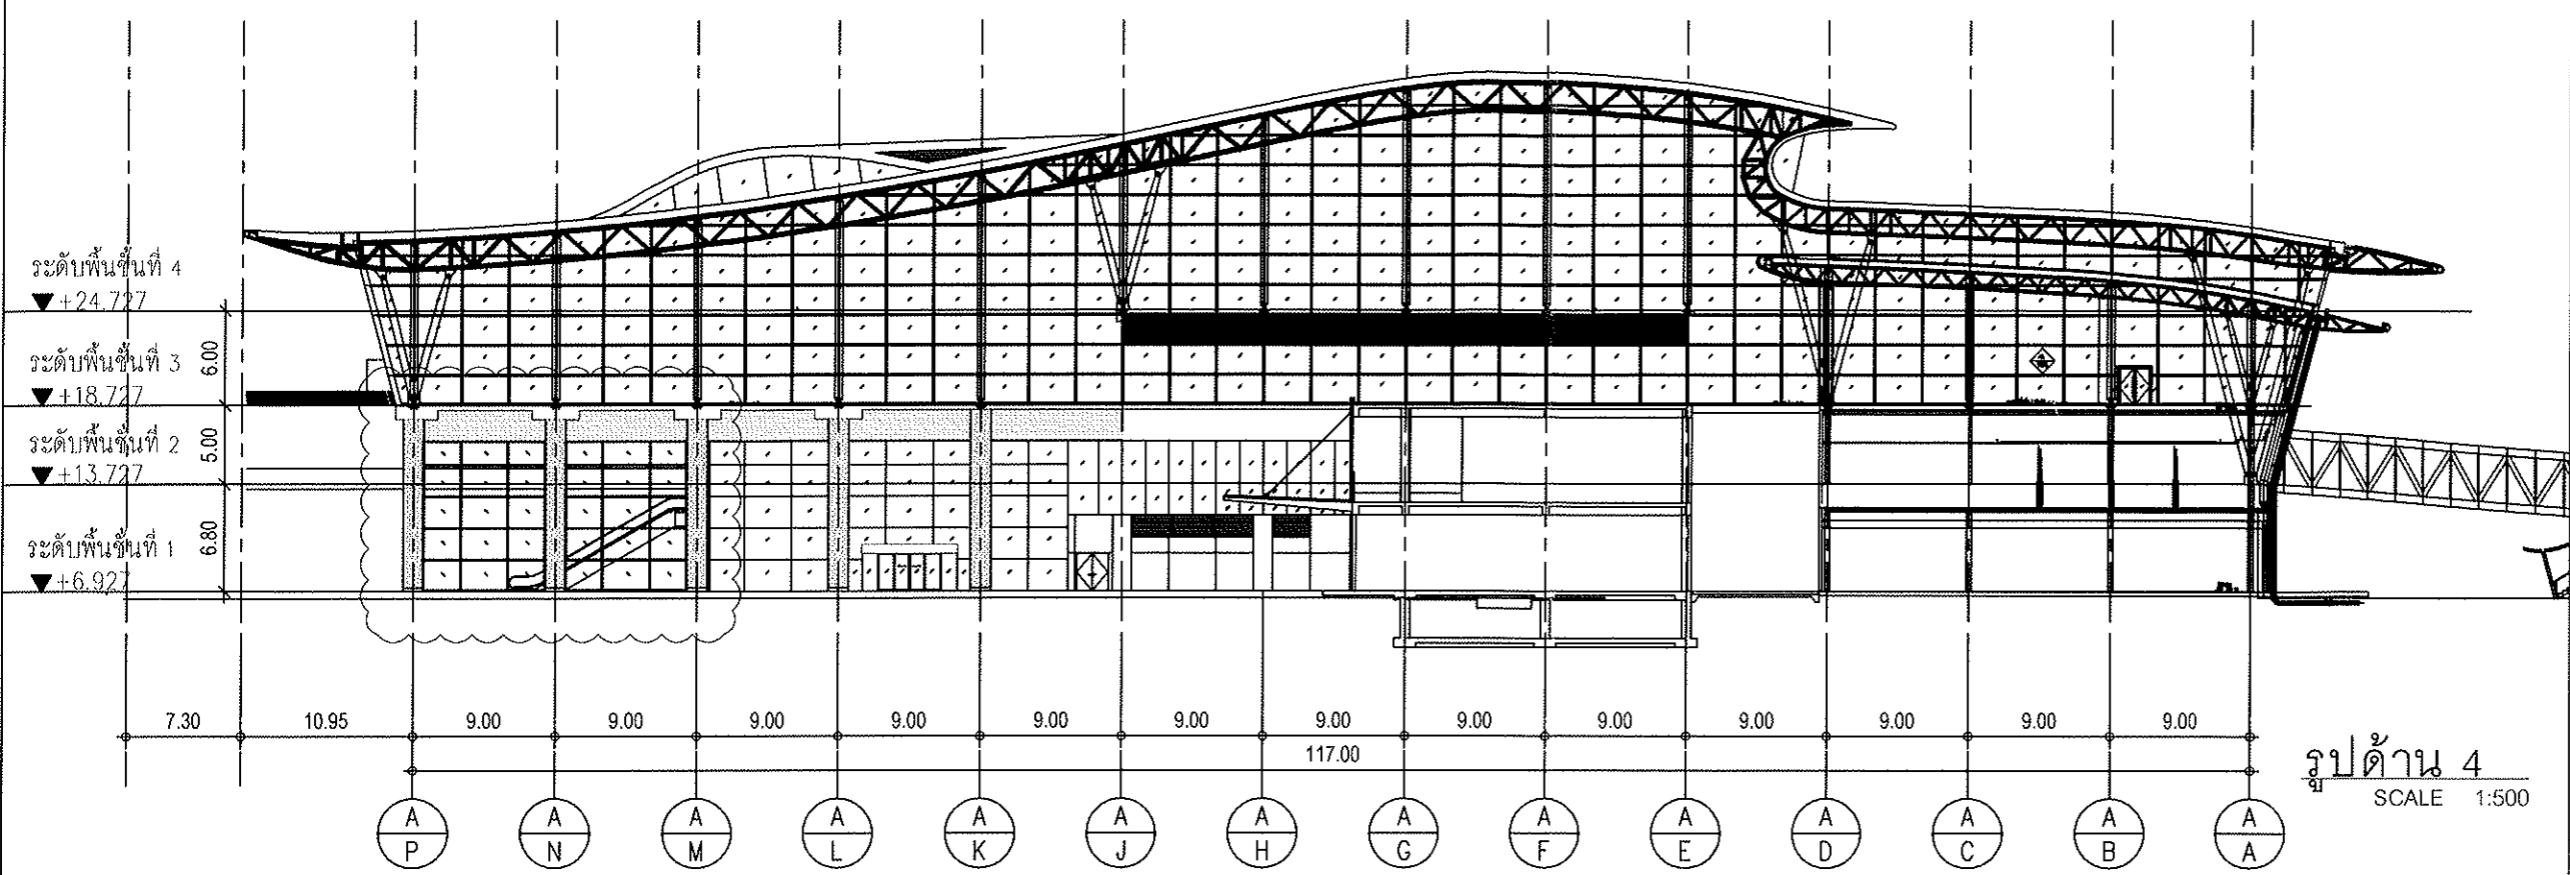 ระดับพื้นชั้นที่ 4
+24.727
6.00
ระดับพื้นชั้นที่ 3
+18.727
5.00
ระดับพื้นชั้นที่ 2
+13.727
6.80
ระดับพื้นชั้นที่ 1
+6.927
7.30 10.95 9.00 9.00 9.00 9.00 9.00 9.00 9.00 9.00 9.00 9.00 9.00 9.00 9.00
117.00
รูปด้าน 4
SCALE 1:500
A A A A A A A A A A A A A A
P N M L K J H G F E D C B A